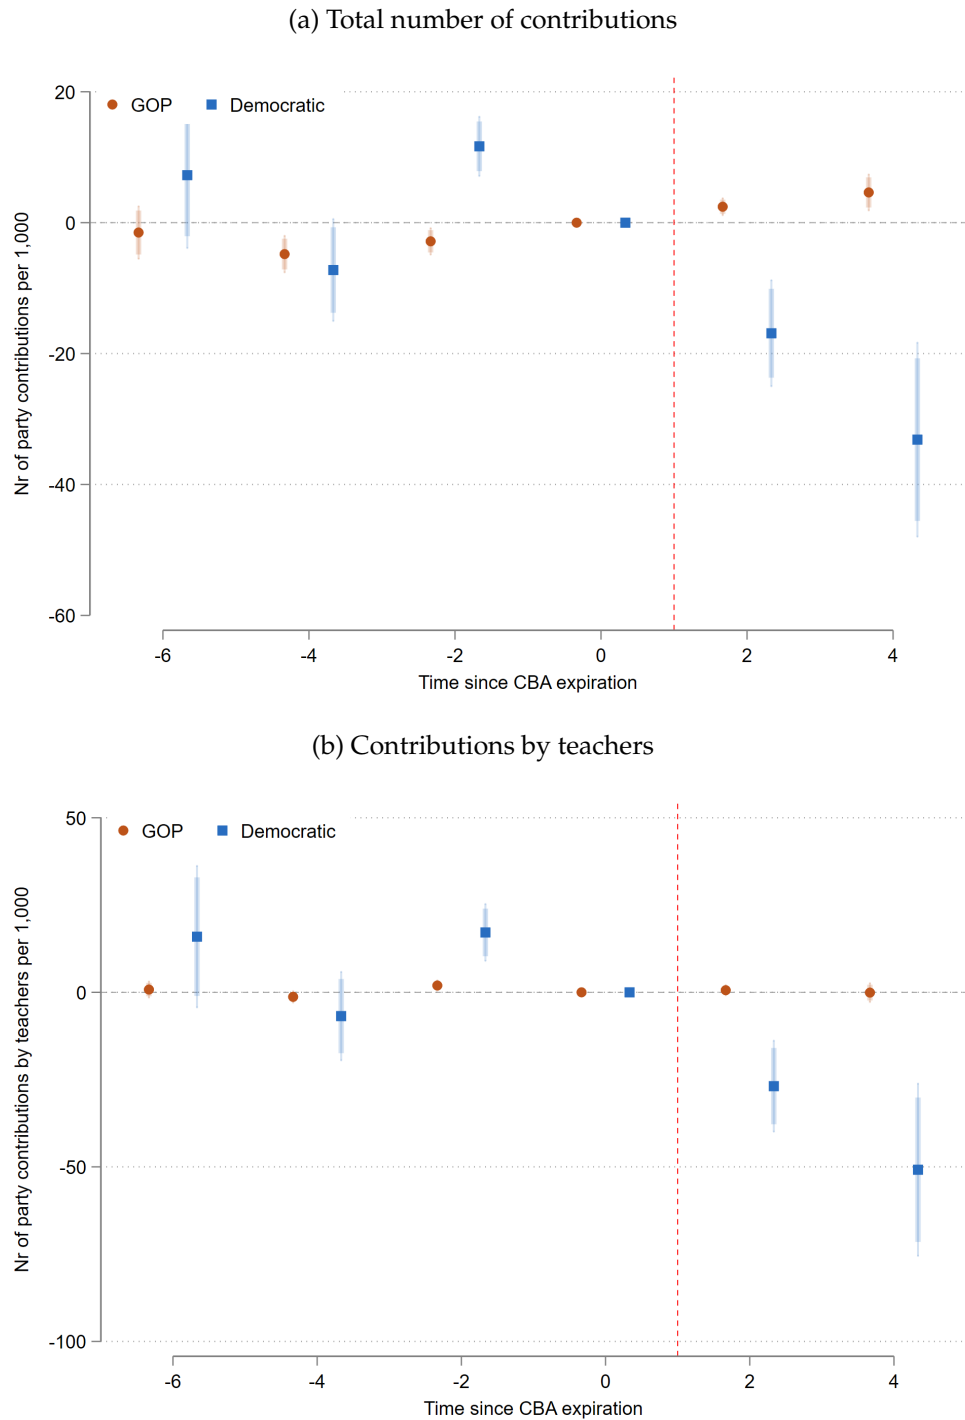 (a) Total number of contributions
GOP Democratic
Nr of party contributions per 1,000
20
0
-20
-40
-60
-6 -4 -2 0 2 4
Time since CBA expiration
(b) Contributions by teachers
GOP Democratic
Nr of party contributions by teachers per 1,000
50
0
-50
-100
-6 -4 -2 0 2 4
Time since CBA expiration